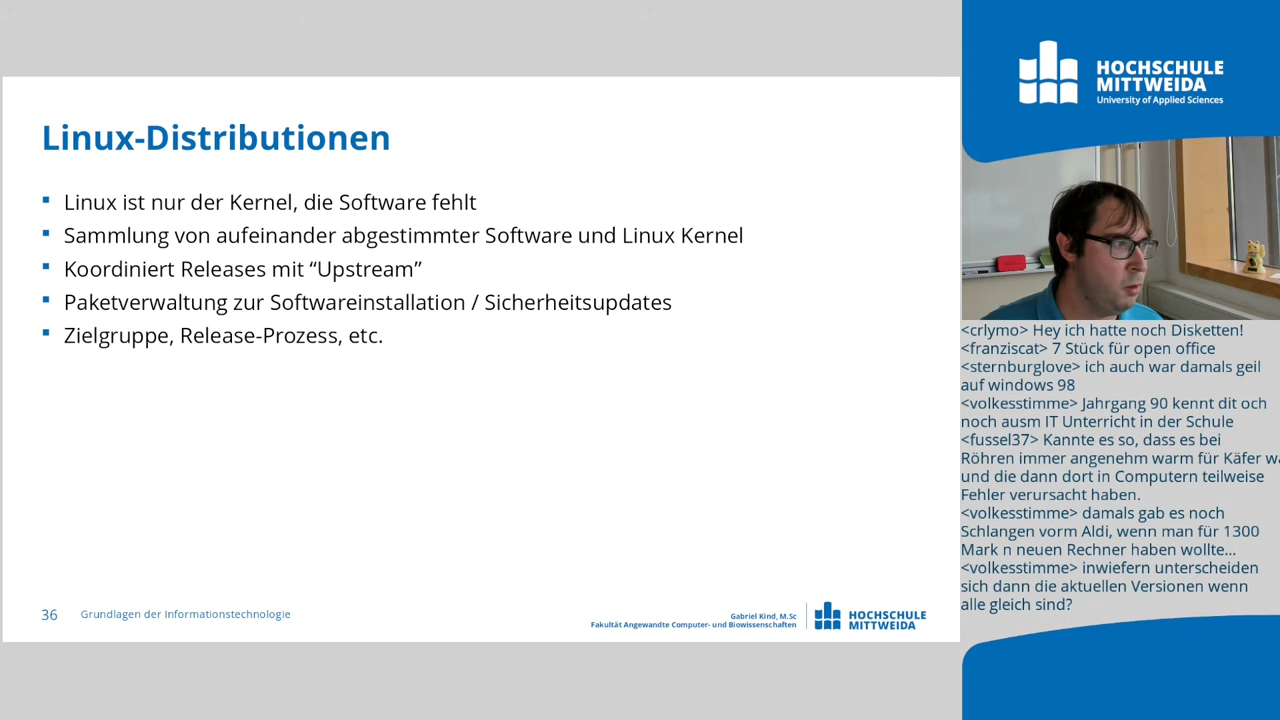 Linux-Distributionen
Linux ist nur der Kernel, die Software fehlt
Sammlung von aufeinander abgestimmter Software und Linux Kernel
Koordiniert Releases mit “Upstream”
Paketverwaltung zur Softwareinstallation / Sicherheitsupdates
Zielgruppe, Release-Prozess, etc.
36
Grundlagen der Informationstechnologie
Gabriel Kind, M.Sc
Fakultät Angewandte Computer- und Biowissenschaften
HOCHSCHULE
MITTWEIDA
HOCHSCHULE
MITTWEIDA
University of Applied Sciences
<crlymo> Hey ich hatte noch Disketten!
<franziscat> 7 Stück für open office
<sternburglove> ich auch war damals geil
auf windows 98
<volkesstimme> Jahrgang 90 kennt dit och
noch ausm IT Unterricht in der Schule
<fussel37> Kannte es so, dass es bei
Röhren immer angenehm warm für Käfer
und die dann dort in Computern teilweise
Fehler verursacht haben.
<volkesstimme> damals gab es noch
Schlangen vorm Aldi, wenn man für 1300
Mark n neuen Rechner haben wollte...
<volkesstimme> inwiefern unterscheiden
sich dann die aktuellen Versionen wenn
alle gleich sind?